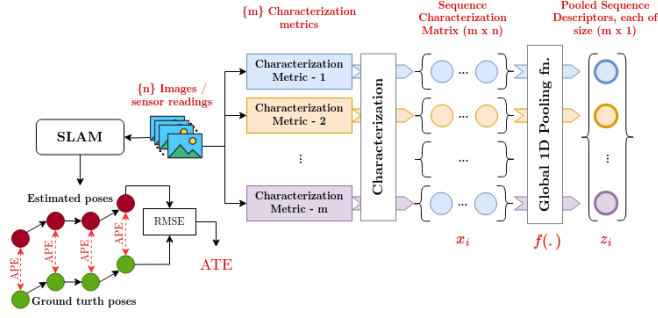 {m} Characterization
metrics
Sequence
Characterization
Matrix (m x n)
Pooled Sequence
Descriptors, each of
size (m x 1)
{n} Images /
sensor readings
Characterization
Metric - 1
Characterization
Metric - 2
⋮
Characterization
Metric - m
Characterization
...
...
...
...
Global 1D Pooling fn.
⋮
x_i
f(.)
z_i
SLAM
Estimated poses
APE
APE
APE
APE
RMSE
ATE
Ground turth poses